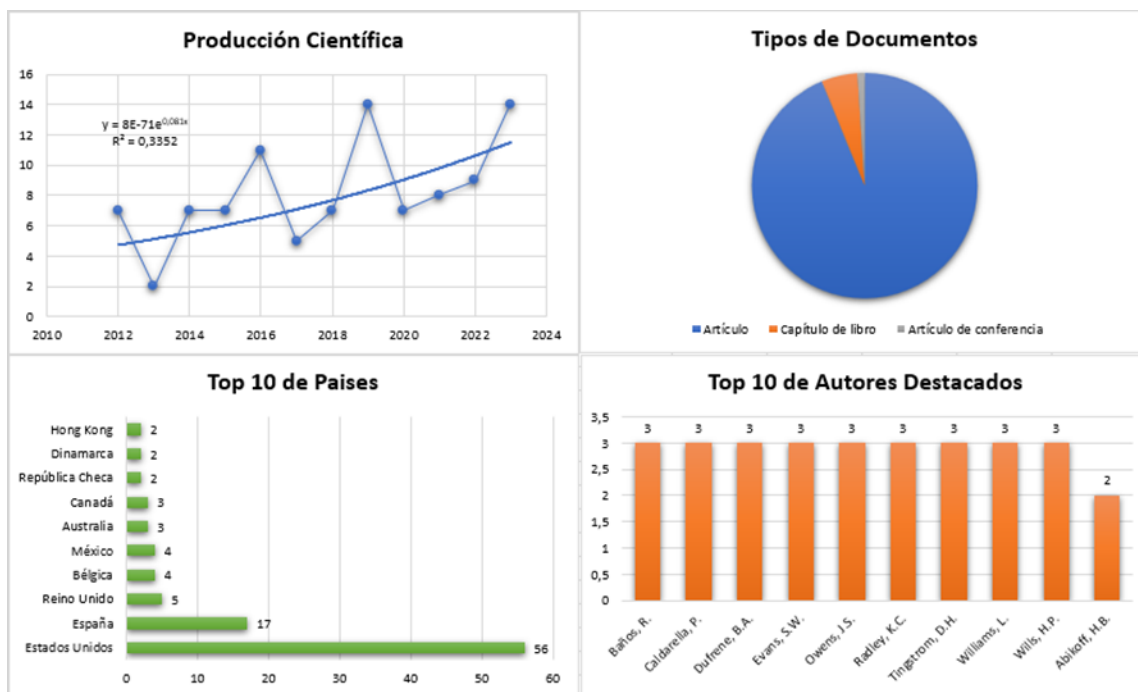 Producción Científica
16
14
12
10
8
6
4
2
0
y = 8E-71e^0,081x
R² = 0,3352
2010 2012 2014 2016 2018 2020 2022 2024
Tipos de Documentos
Artículo Capítulo de libro Artículo de conferencia
Top 10 de Paises
Hong Kong 2
Dinamarca 2
República Checa 2
Canadá 3
Australia 3
México 4
Bélgica 4
Reino Unido 5
España 17
Estados Unidos 56
0 10 20 30 40 50 60
Top 10 de Autores Destacados
3,5
3
2,5
2
1,5
1
0,5
0
3 3 3 3 3 3 3 3 3 2
Baños, R.
Caldarella, P.
Dufrene, B.A.
Evans, S.W.
Owens, J.S.
Radley, K.C.
Tingstrom, D.H.
Williams, L.
Wils, H.P.
Abikoff, H.B.